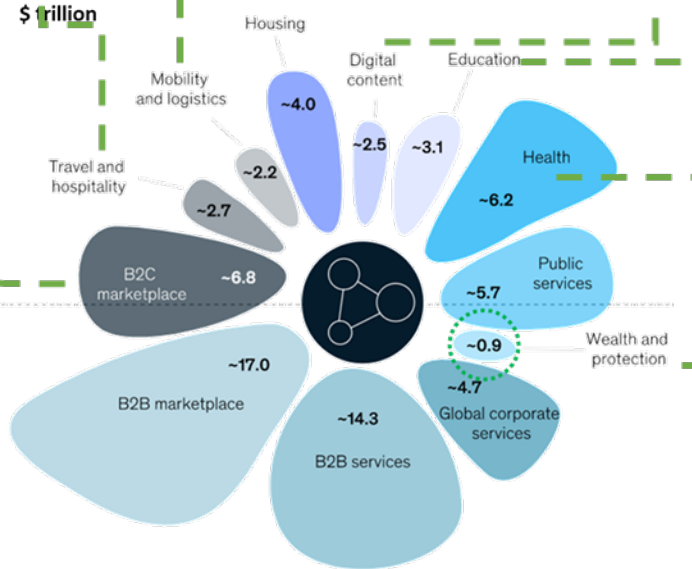 $ trillion
Housing
~4.0
Digital
content
~2.5
Education
~3.1
Mobility
and logistics
~2.2
Travel and
hospitality
~2.7
Health
~6.2
B2C
marketplace
~6.8
Public
services
~5.7
Wealth and
protection
~0.9
~4.7
Global corporate
services
~17.0
B2B marketplace
~14.3
B2B services